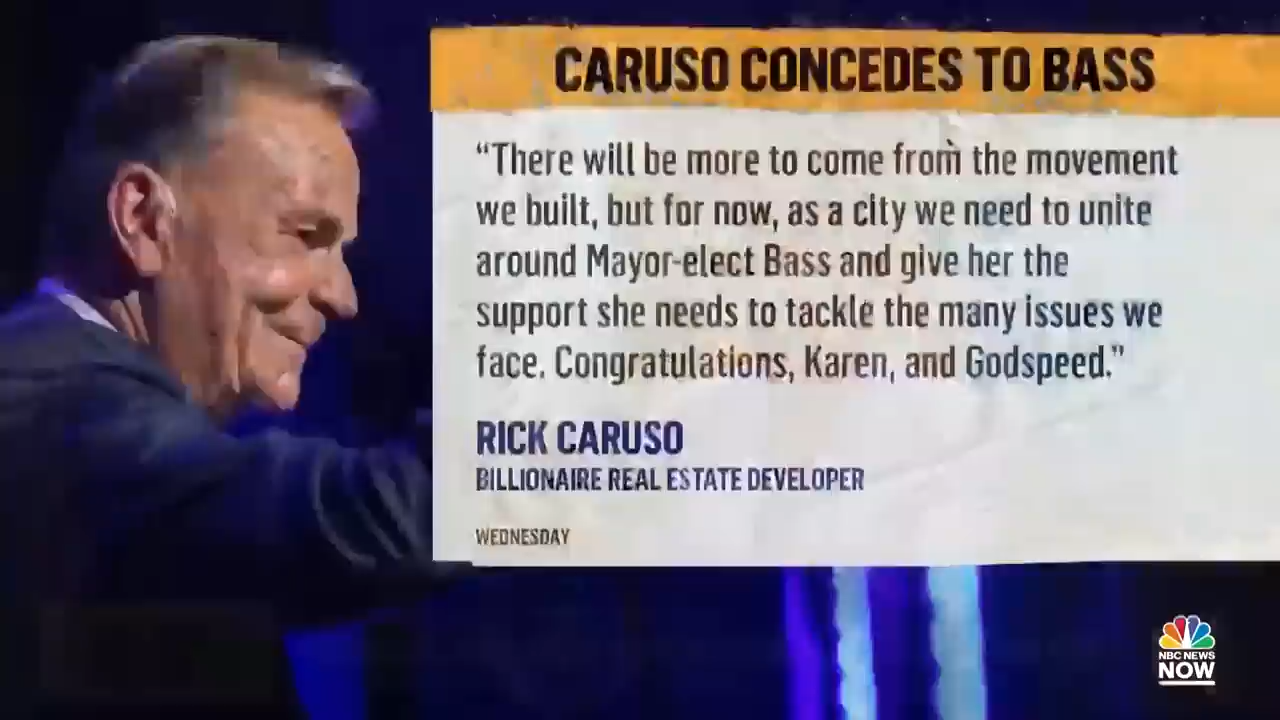 CARUSO CONCEDES TO BASS
“There will be more to come from the movement
we built, but for now, as a city we need to unite
around Mayor-elect Bass and give her the
support she needs to tackle the many issues we
face. Congratulations, Karen, and Godspeed.”
RICK CARUSO
BILLIONAIRE REAL ESTATE DEVELOPER
WEDNESDAY
NBC NEWS
NOW